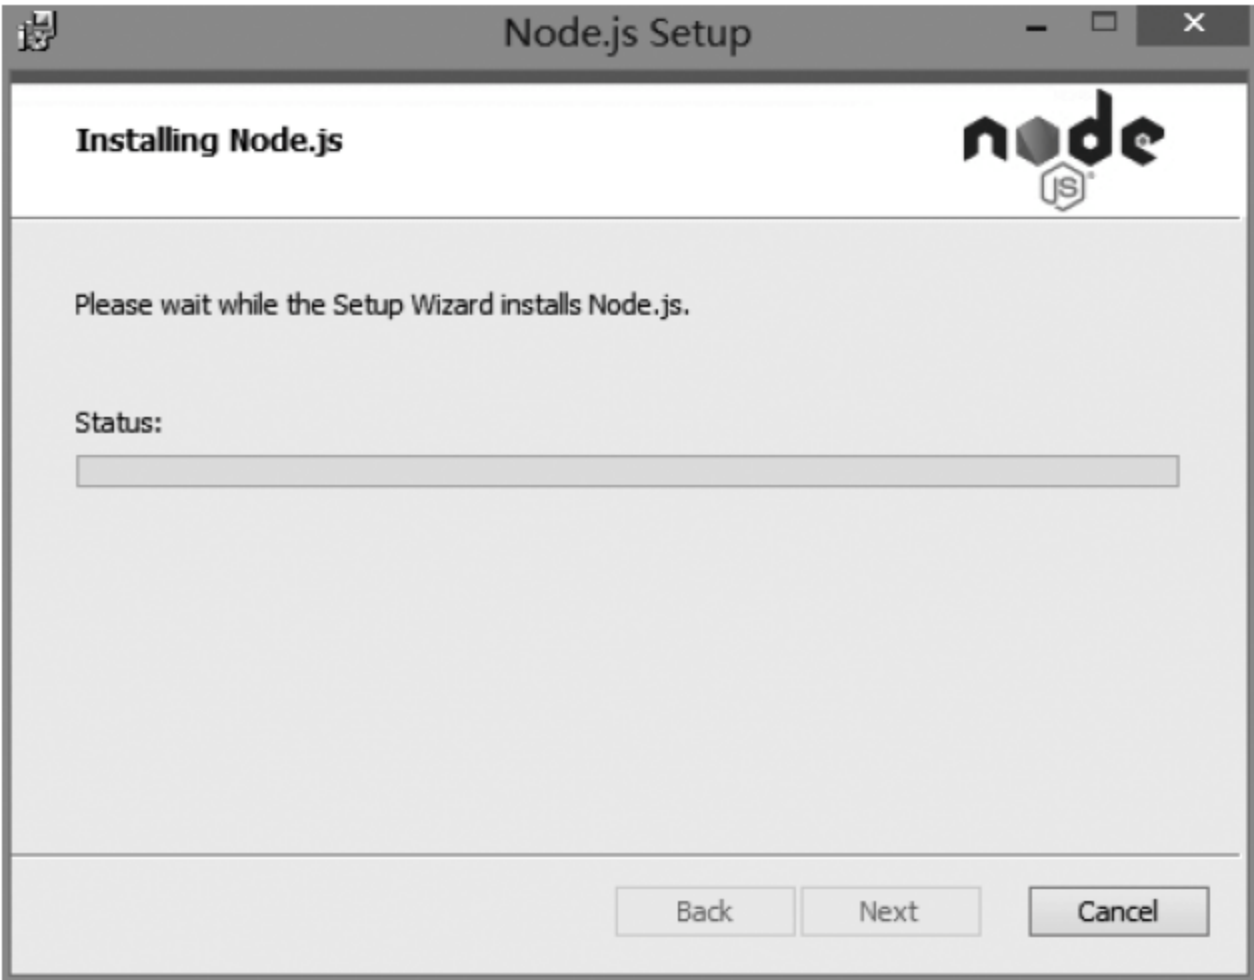 Node.js Setup
Installing Node.js
node
JS
Please wait while the Setup Wizard installs Node.js.
Status:
Back
Next
Cancel